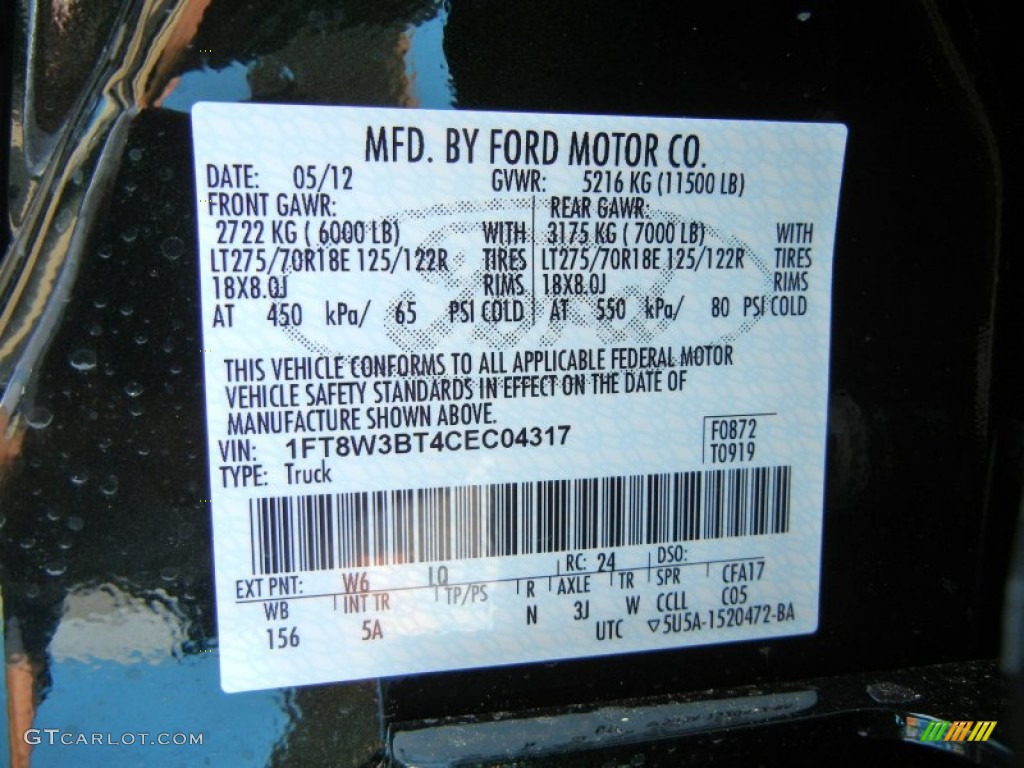 MFD. BY FORD MOTOR CO.
DATE: 05/12 GVWR: 5216 KG (11500 LB)
FRONT GAWR: REAR GAWR:
2722 KG ( 6000 LB) WITH 3175 KG ( 7000 LB) WITH
LT275/70R18E 125/122R TIRES LT275/70R18E 125/122R TIRES
18X8.0J RIMS 18X8.0J RIMS
AT 450 kPa/ 65 PSI COLD AT 550 kPa/ 80 PSI COLD
THIS VEHICLE CONFORMS TO ALL APPLICABLE FEDERAL MOTOR
VEHICLE SAFETY STANDARDS IN EFFECT ON THE DATE OF
MANUFACTURE SHOWN ABOVE.
VIN: 1FT8W3BT4CEC04317 F0872
TYPE: Truck T0919
EXT PNT: W6 LQ RC: 24 DSO:
WB INT TR TP/PS R AXLE TR SPR CFA17
156 5A N 3J W CCLL C05
UTC ▽5U5A-1520472-BA
GTCARLOT.COM